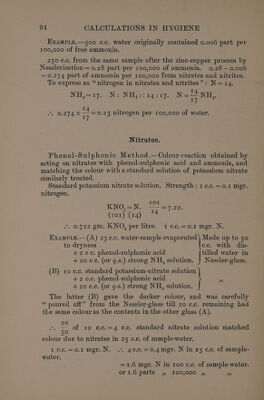 94 CALCULATIONS IN HYGIENE
EXAMPLE.—500 c.c. water originally contained 0.006 part per
100,000 of free ammonia.
250 c.c. from the same sample after the zinc-copper process by
Nesslerisation = 0.28 part per 100,000 of ammonia. 0.28 - 0.006
= 0.274 part of ammonia per 100,000 from nitrates and nitrites.
To express as "nitrogen in nitrates and nitrites": N = 14.
NH₃ = 17. N : NH₃ :: 14 : 17. N = 14/17 NH₃.
∴ 0.274 × 14/17 = 0.23 nitrogen per 100,000 of water.
Nitrates.
Phenol-Sulphonic Method.—Colour-reaction obtained by
acting on nitrates with phenol-sulphonic acid and ammonia, and
matching the colour with a standard solution of potassium nitrate
similarly treated.
Standard potassium nitrate solution. Strength : 1 c.c. = 0.1 mgr.
nitrogen.
KNO₃ = N. 101/14 = 7.22.
(101) (14)
∴ 0.722 gm. KNO₃ per litre. 1 c.c. = 0.1 mgr. N.
EXAMPLE.—(A) 25 c.c. water-sample evaporated } Made up to 50
to dryness } c.c. with dis-
+ 2 c.c. phenol-sulphonic acid } tilled water in
+ 20 c.c. (or q.s.) strong NH₃ solution. } Nessler-glass.
(B) 10 c.c. standard potassium-nitrate solution }
+ 2 c.c. phenol-sulphonic acid } „
+ 20 c.c. (or q.s.) strong NH₃ solution. }
The latter (B) gave the darker colour, and was carefully
"poured off" from the Nessler-glass till 20 c.c. remaining had
the same colour as the contents in the other glass (A).
∴ 20/50 of 10 c.c. = 4 c.c. standard nitrate solution matched
colour due to nitrates in 25 c.c. of sample-water.
1 c.c. = 0.1 mgr. N. ∴ 4 c.c. = 0.4 mgr. N in 25 c.c. of sample-
water.
= 1.6 mgr. N in 100 c.c. of sample-water.
or 1.6 parts „ 100,000 „ „